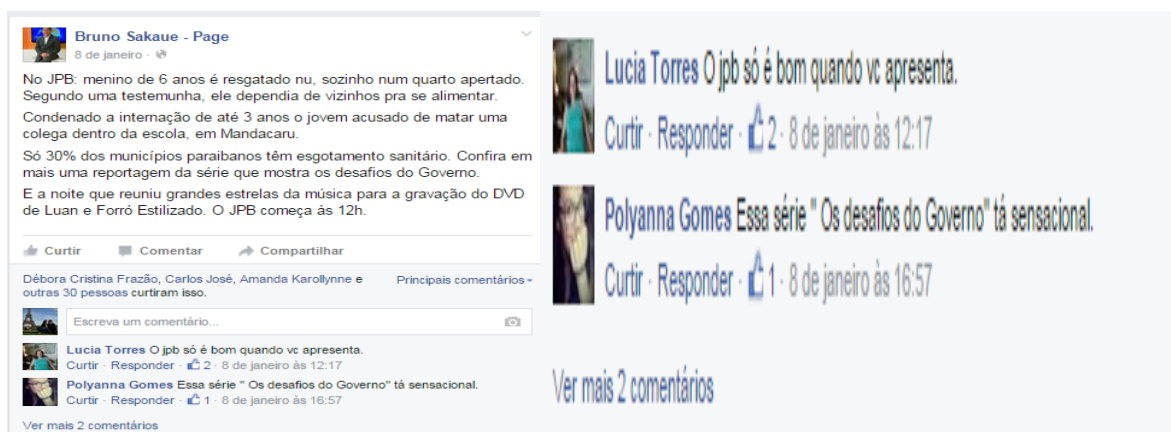 Bruno Sakaue - Page
8 de janeiro ·
No JPB: menino de 6 anos é resgatado nu, sozinho num quarto apertado.
Segundo uma testemunha, ele dependia de vizinhos pra se alimentar.
Condenado a internação de até 3 anos o jovem acusado de matar uma
colega dentro da escola, em Mandacaru.
Só 30% dos municípios paraibanos têm esgotamento sanitário. Confira em
mais uma reportagem da série que mostra os desafios do Governo.
E a noite que reuniu grandes estrelas da música para a gravação do DVD
de Luan e Forró Estilizado. O JPB começa às 12h.
Curtir Comentar Compartilhar
Débora Cristina Frazão, Carlos José, Amanda Karollynne e
outras 30 pessoas curtiram isso.
Principais comentários
Escreva um comentário...
Lucia Torres O jpb só é bom quando vc apresenta.
Curtir · Responder · 2 · 8 de janeiro às 12:17
Polyanna Gomes Essa série " Os desafios do Governo" tá sensacional.
Curtir · Responder · 1 · 8 de janeiro às 16:57
Ver mais 2 comentários
Lucia Torres O jpb só é bom quando vc apresenta.
Curtir · Responder · 2 · 8 de janeiro às 12:17
Polyanna Gomes Essa série " Os desafios do Governo" tá sensacional.
Curtir · Responder · 1 · 8 de janeiro às 16:57
Ver mais 2 comentários